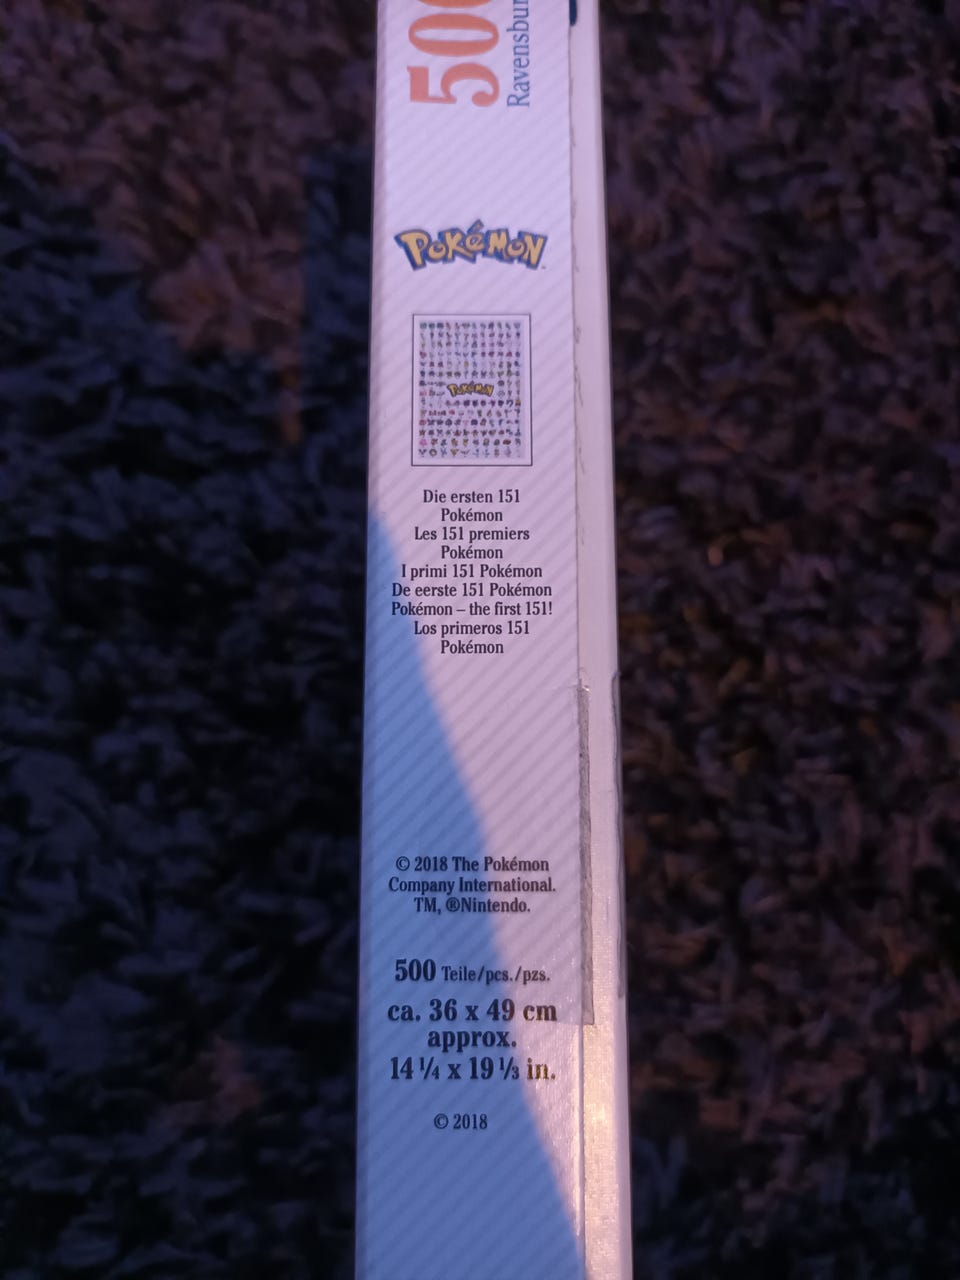 500
Ravensbur
POKéMON
POKéMON
Die ersten 151
Pokémon
Les 151 premiers
Pokémon
I primi 151 Pokémon
De eerste 151 Pokémon
Pokémon – the first 151!
Los primeros 151
Pokémon
© 2018 The Pokémon
Company International.
TM, ®Nintendo.
500 Teile/pcs./pzs.
ca. 36 x 49 cm
approx.
14 ¼ x 19 ⅓ in.
© 2018